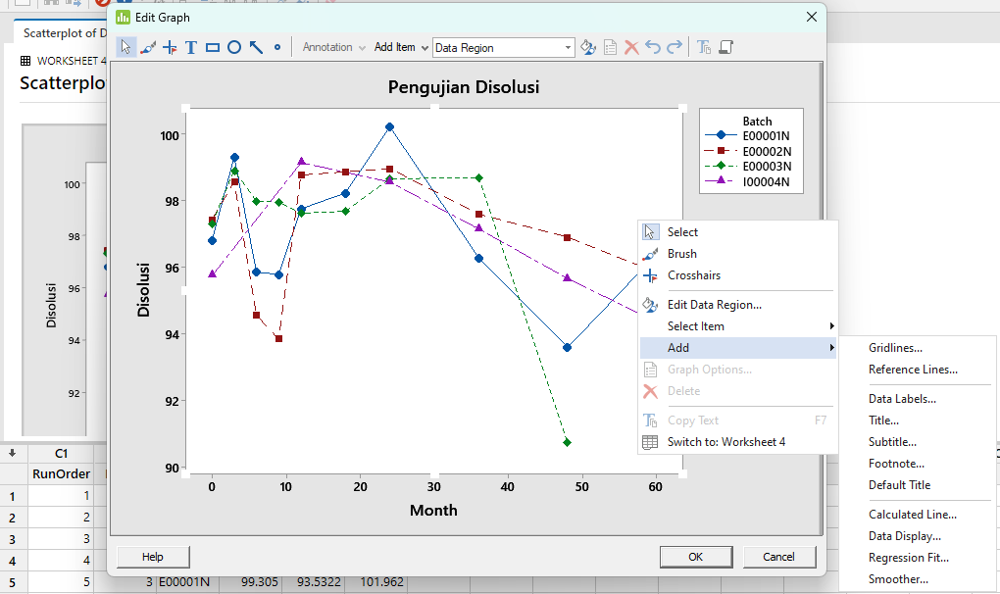 Edit Graph
Scatterplot of D
Annotation
Add Item
Data Region
WORKSHEET 4
Scatterplo
Pengujian Disolusi
Disolusi
100
98
96
94
92
90
0
10
20
30
40
50
60
Month
Batch
E00001N
E00002N
E00003N
I00004N
100
98
96
94
92
Disolusi
Select
Brush
Crosshairs
Edit Data Region...
Select Item
Add
Graph Options...
Delete
Copy Text F7
Switch to: Worksheet 4
Gridlines...
Reference Lines...
Data Labels...
Title...
Subtitle...
Footnote...
Default Title
Calculated Line...
Data Display...
Regression Fit...
Smoother...
Help
OK
Cancel
C1
RunOrder
1 1
2 2
3 3
4 4
5 5 3 E00001N 99.305 93.5322 101.962